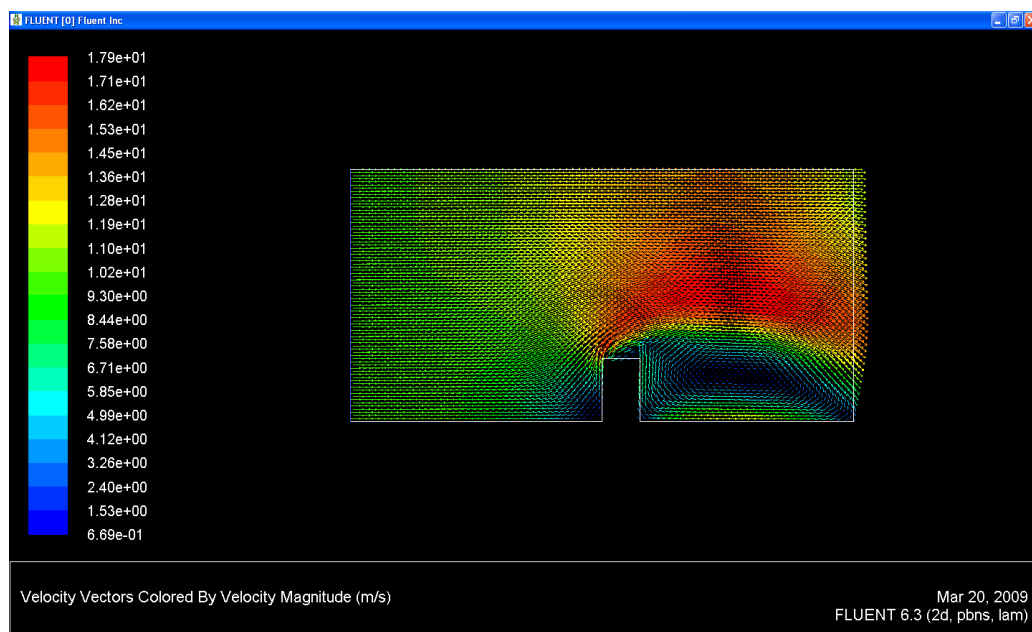 FLUENT [0] Fluent Inc
1.79e+01
1.71e+01
1.62e+01
1.53e+01
1.45e+01
1.36e+01
1.28e+01
1.19e+01
1.10e+01
1.02e+01
9.30e+00
8.44e+00
7.58e+00
6.71e+00
5.85e+00
4.99e+00
4.12e+00
3.26e+00
2.40e+00
1.53e+00
6.69e-01
Velocity Vectors Colored By Velocity Magnitude (m/s)
Mar 20, 2009
FLUENT 6.3 (2d, pbns, lam)